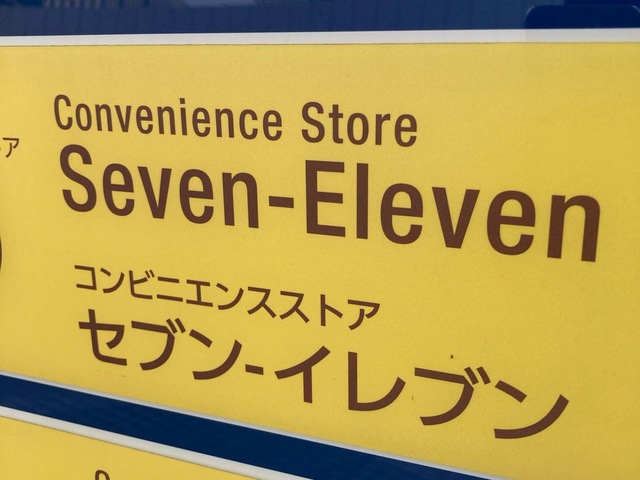 Convenience Store
Seven-Eleven
コンビニエンスストア
セブン-イレブン
ア